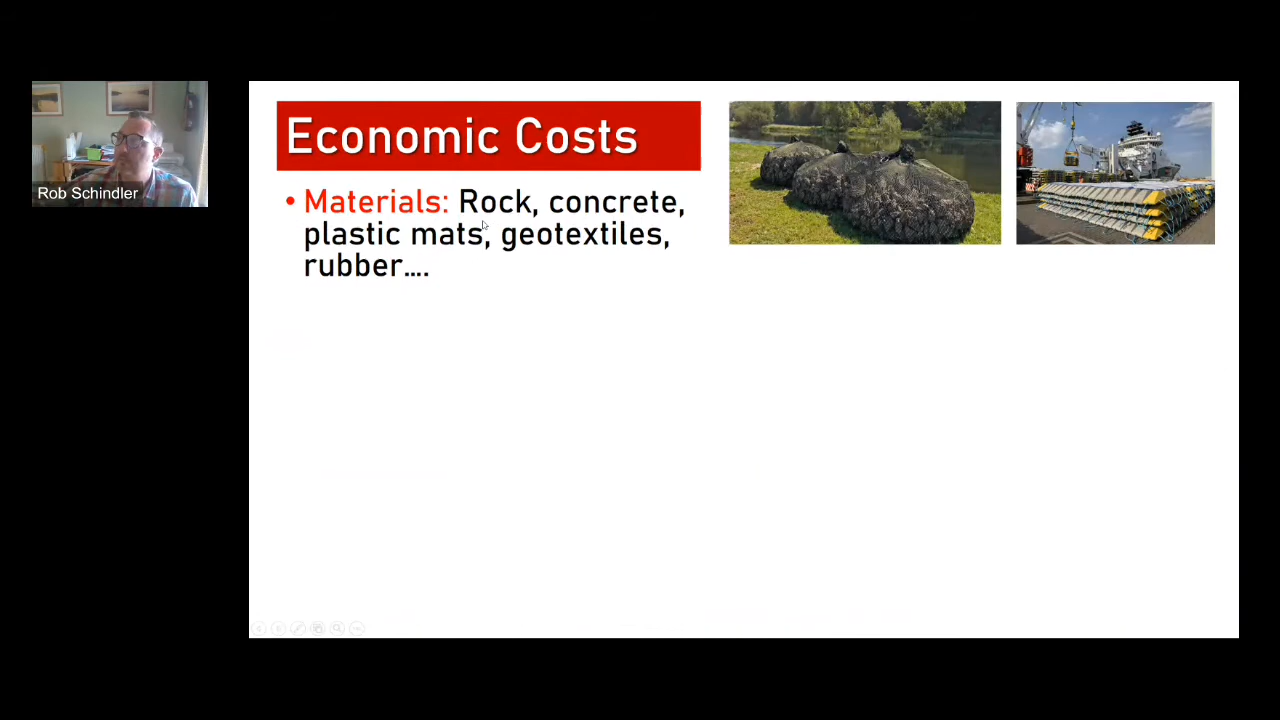 Economic Costs
• Materials: Rock, concrete,
plastic mats, geotextiles,
rubber....
Rob Schindler